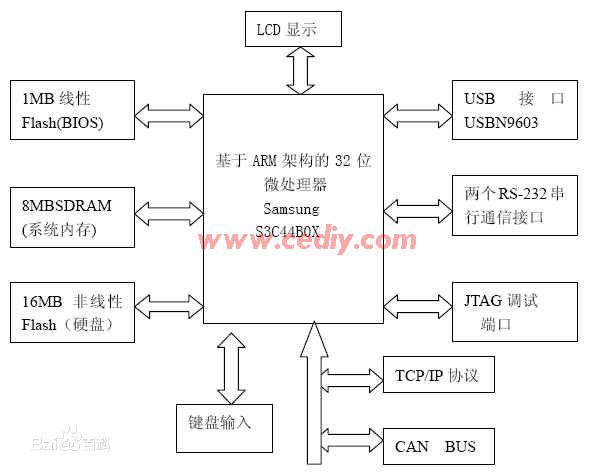 LCD 显示
1MB 线性
Flash(BIOS)
8MBSDRAM
(系统内存)
16MB 非线性
Flash（硬盘）
基于 ARM 架构的 32 位
微处理器
Samsung
S3C44B0X
www.cediy.com
USB 接口
USBN9603
两个 RS-232 串
行通信接口
JTAG 调试
端口
键盘输入
TCP/IP 协议
CAN BUS
Bai百科